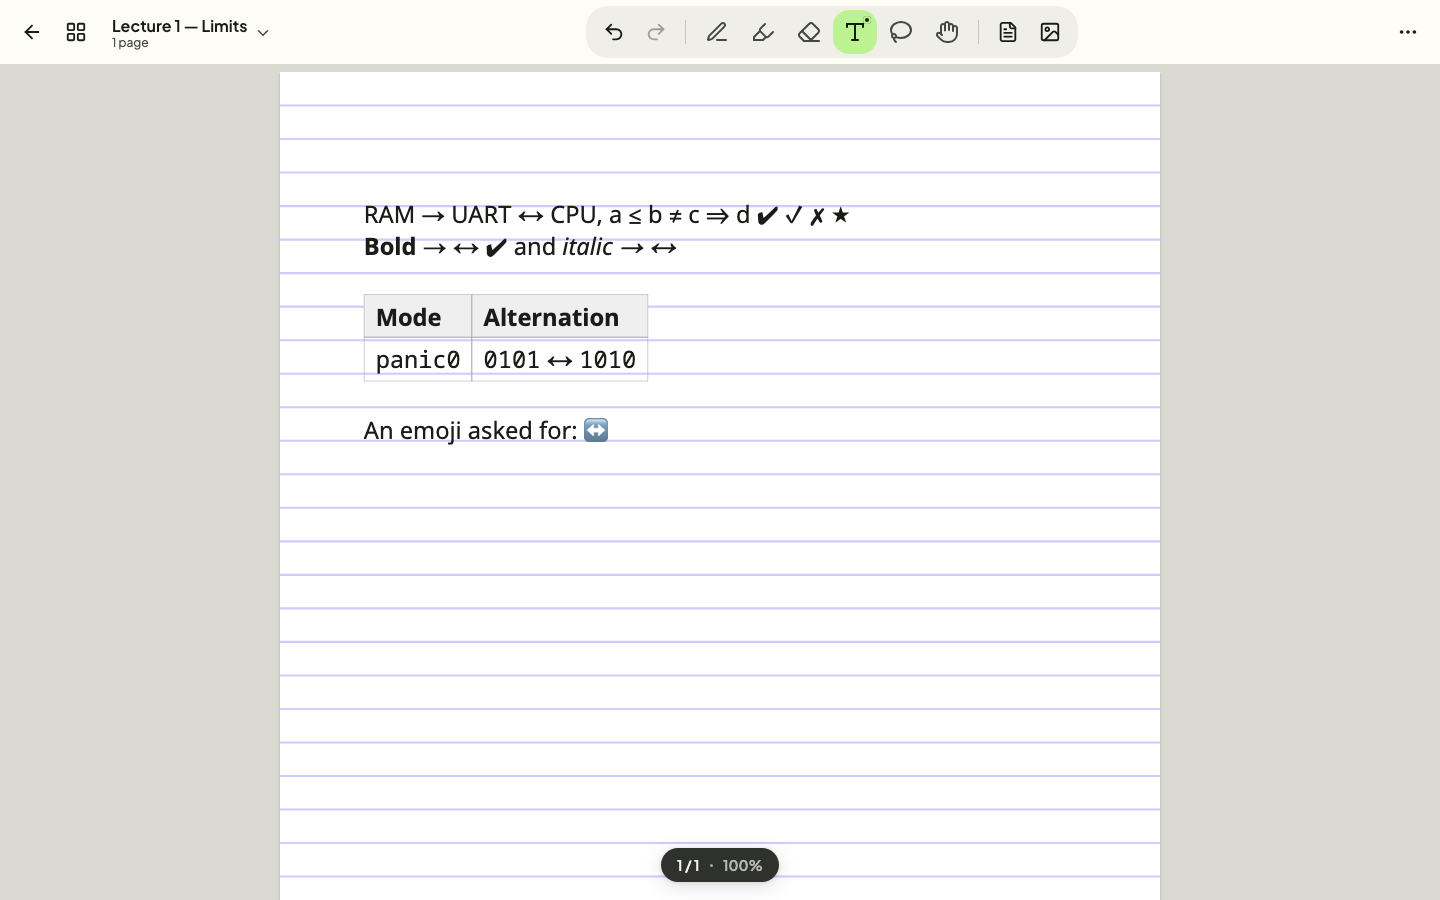 Lecture 1 — Limits
1 page
RAM → UART ↔ CPU, a ≤ b ≠ c ⇒ d ✔ ✓ ✗ ★
Bold → ↔ ✔ and italic → ↔
Mode Alternation
panic0 0101 ↔ 1010
An emoji asked for: ↔️
1 / 1 · 100%